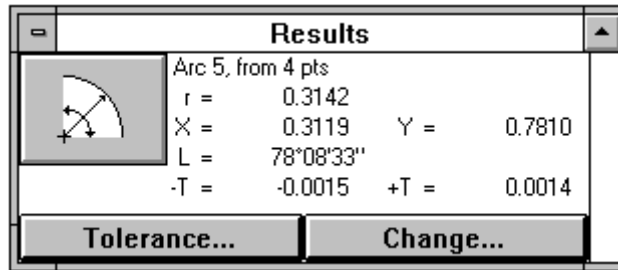 Results
Arc 5, from 4 pts
r = 0.3142
X = 0.3119 Y = 0.7810
L = 78°08'33"
-T = -0.0015 +T = 0.0014
Tolerance... Change...